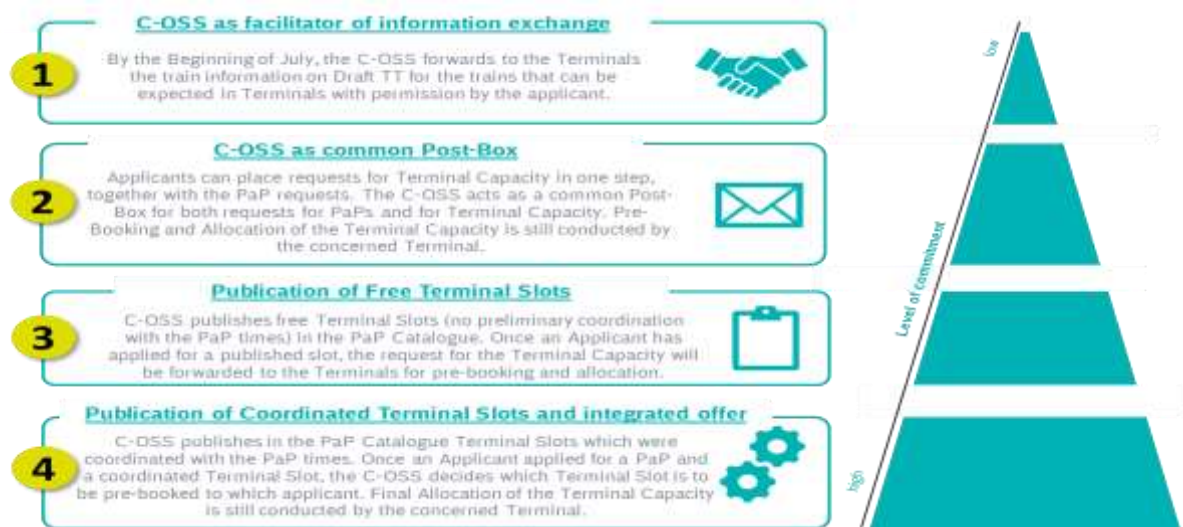 C-OSS as facilitator of information exchange
1
By the Beginning of July, the C-OSS forwards to the Terminals
the train information on Draft TT for the trains that can be
expected in Terminals with permission by the applicant.
C-OSS as common Post-Box
2
Applicants can place requests for Terminal Capacity in one step,
together with the PaP requests. The C-OSS acts as a common Post-
Box for both requests for PaPs and for Terminal Capacity. Pre-
Booking and Allocation of the Terminal Capacity is still conducted by
the concerned Terminal.
Publication of Free Terminal Slots
3
C-OSS publishes free Terminal Slots (no preliminary coordination
with the PaP times) in the PaP Catalogue. Once an Applicant has
applied for a published slot, the request for the Terminal Capacity will
be forwarded to the Terminals for pre-booking and allocation.
Publication of Coordinated Terminal Slots and integrated offer
4
C-OSS publishes in the PaP Catalogue Terminal Slots which were
coordinated with the PaP times. Once an Applicant applied for a PaP and
a coordinated Terminal Slot, the C-OSS decides which Terminal Slot is to
be pre-booked to which applicant. Final Allocation of the Terminal Capacity
is still conducted by the concerned Terminal.
low
Level of commitment
high